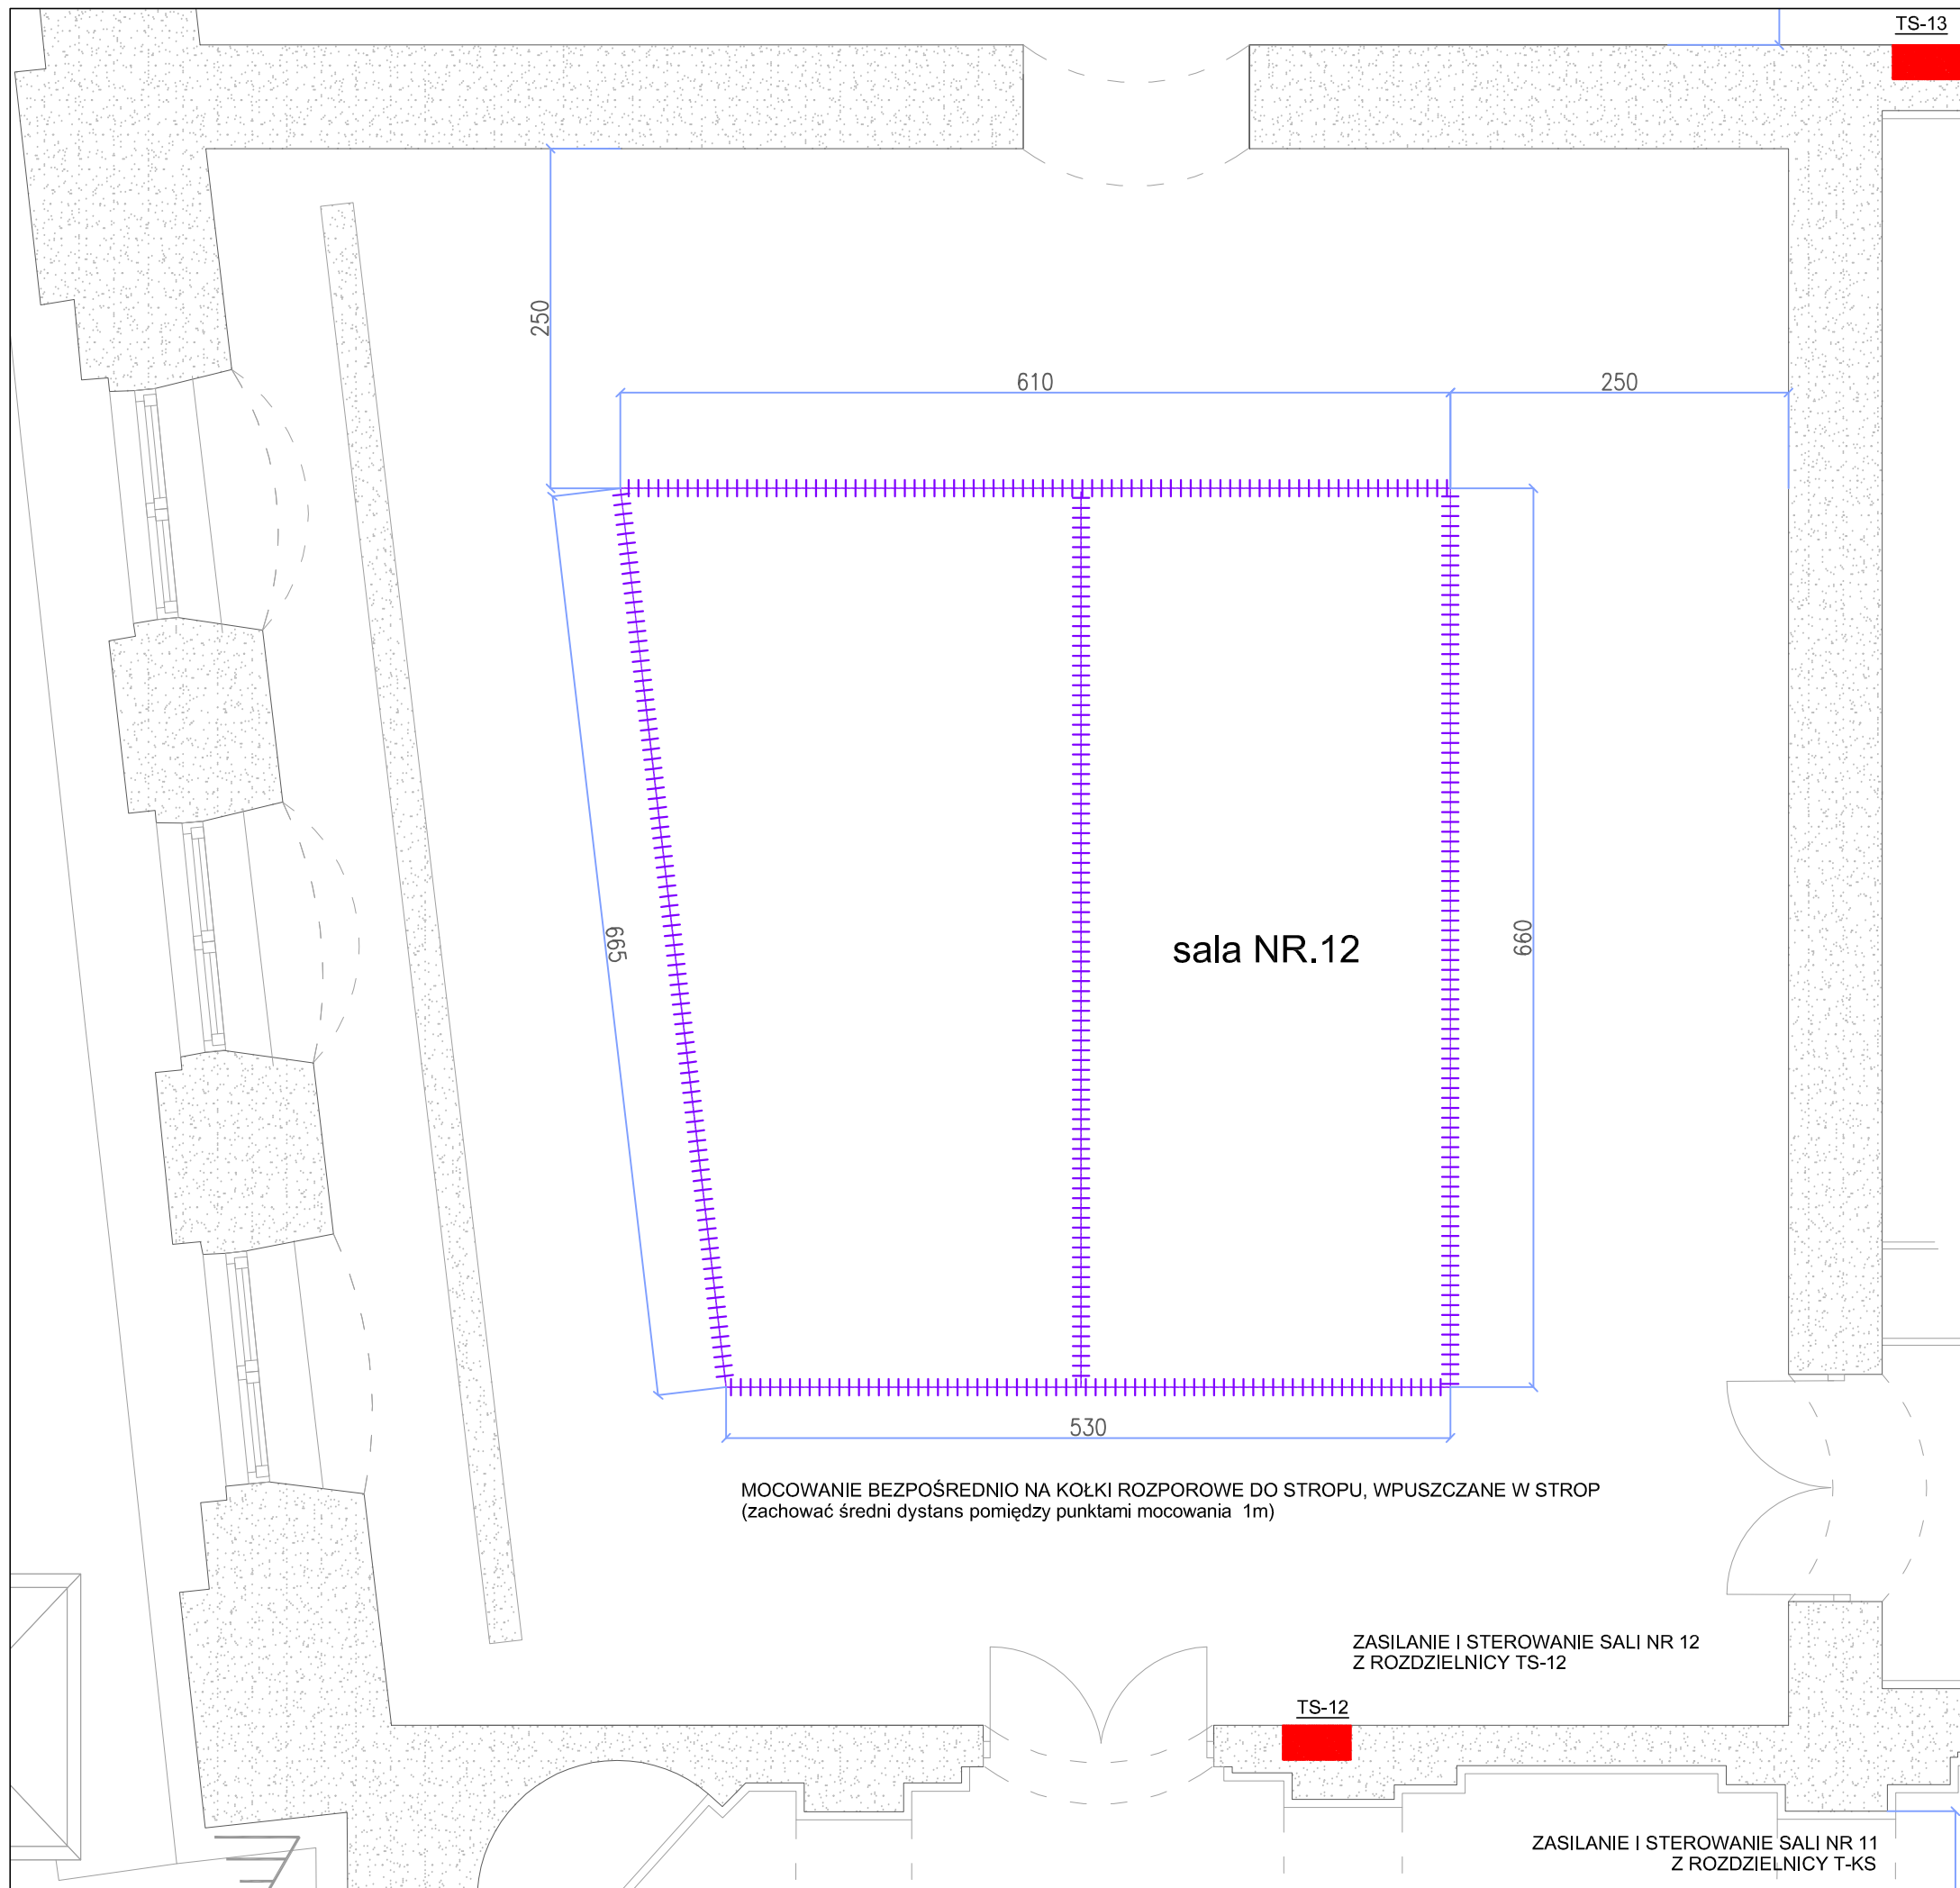 TS-13
250
610
250
665
sala NR.12
660
530
MOCOWANIE BEZPOŚREDNIO NA KOŁKI ROZPOROWE DO STROPU, WPUSZCZANE W STROP
(zachować średni dystans pomiędzy punktami mocowania 1m)
ZASILANIE I STEROWANIE SALI NR 12
Z ROZDZIELNICY TS-12
TS-12
ZASILANIE I STEROWANIE SALI NR 11
Z ROZDZIELNICY T-KS